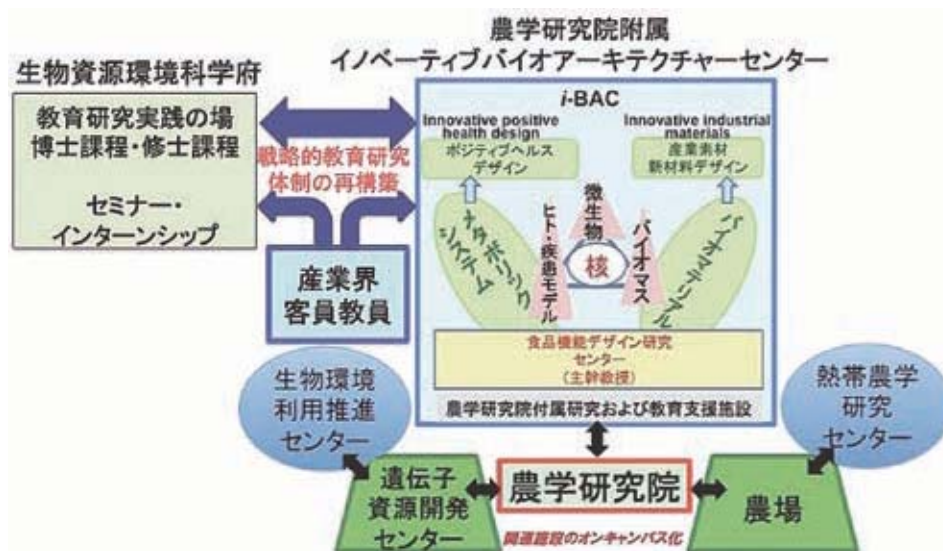 農学研究院附属
イノベーティブバイオアーキテクチャーセンター
生物資源環境科学府
教育研究実践の場
博士課程・修士課程
セミナー・
インターンシップ
戦略的教育研究
体制の再構築
産業界
客員教員
i-BAC
Innovative positive
health design
ポジティブヘルス
デザイン
Innovative industrial
materials
産業素材
新材料デザイン
メタボリック
システム
ヒト・疾患モデル
微生物
核
バイオマス
バイオマテリアル
食品機能デザイン研究
センター
(主幹教授)
農学研究院付属研究および教育支援施設
生物環境
利用推進
センター
熱帯農学
研究
センター
遺伝子
資源開発
センター
農学研究院
農場
関連施設のオンキャンパス化